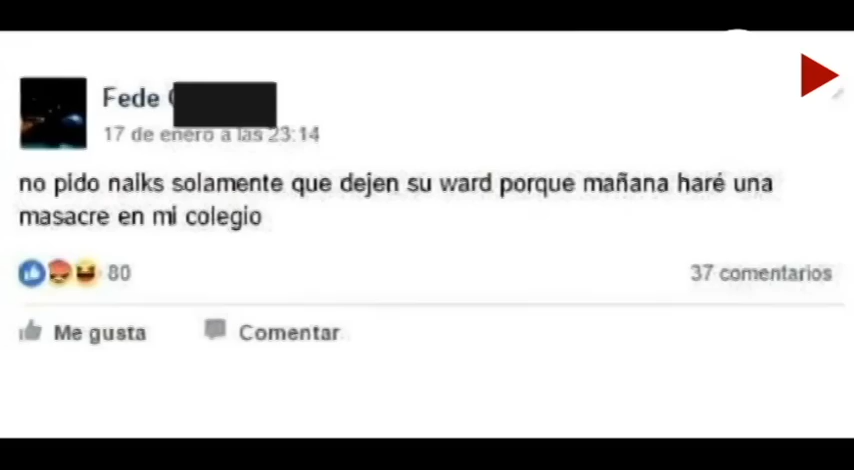 Fede
17 de enero a las 23:14
no pido naiks solamente que dejen su ward porque mañana haré una
masacre en mi colegio
80
37 comentarios
Me gusta
Comentar